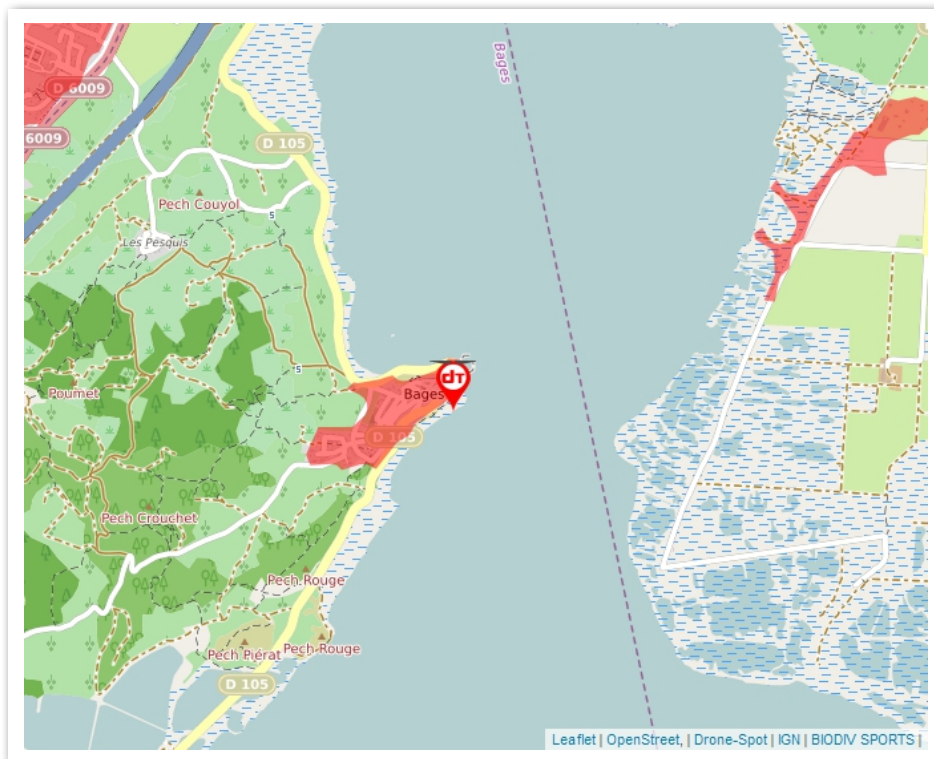 Bages
D 6009
6009
D 105
Pech Couyol
5
Les Pesquis
5
dT
Poumet
Bages
D 105
Pech Crouchet
Pech Rouge
Pech Piérat
Pech Rouge
D 105
Leaflet | OpenStreet, | Drone-Spot | IGN | BIODIV SPORTS |